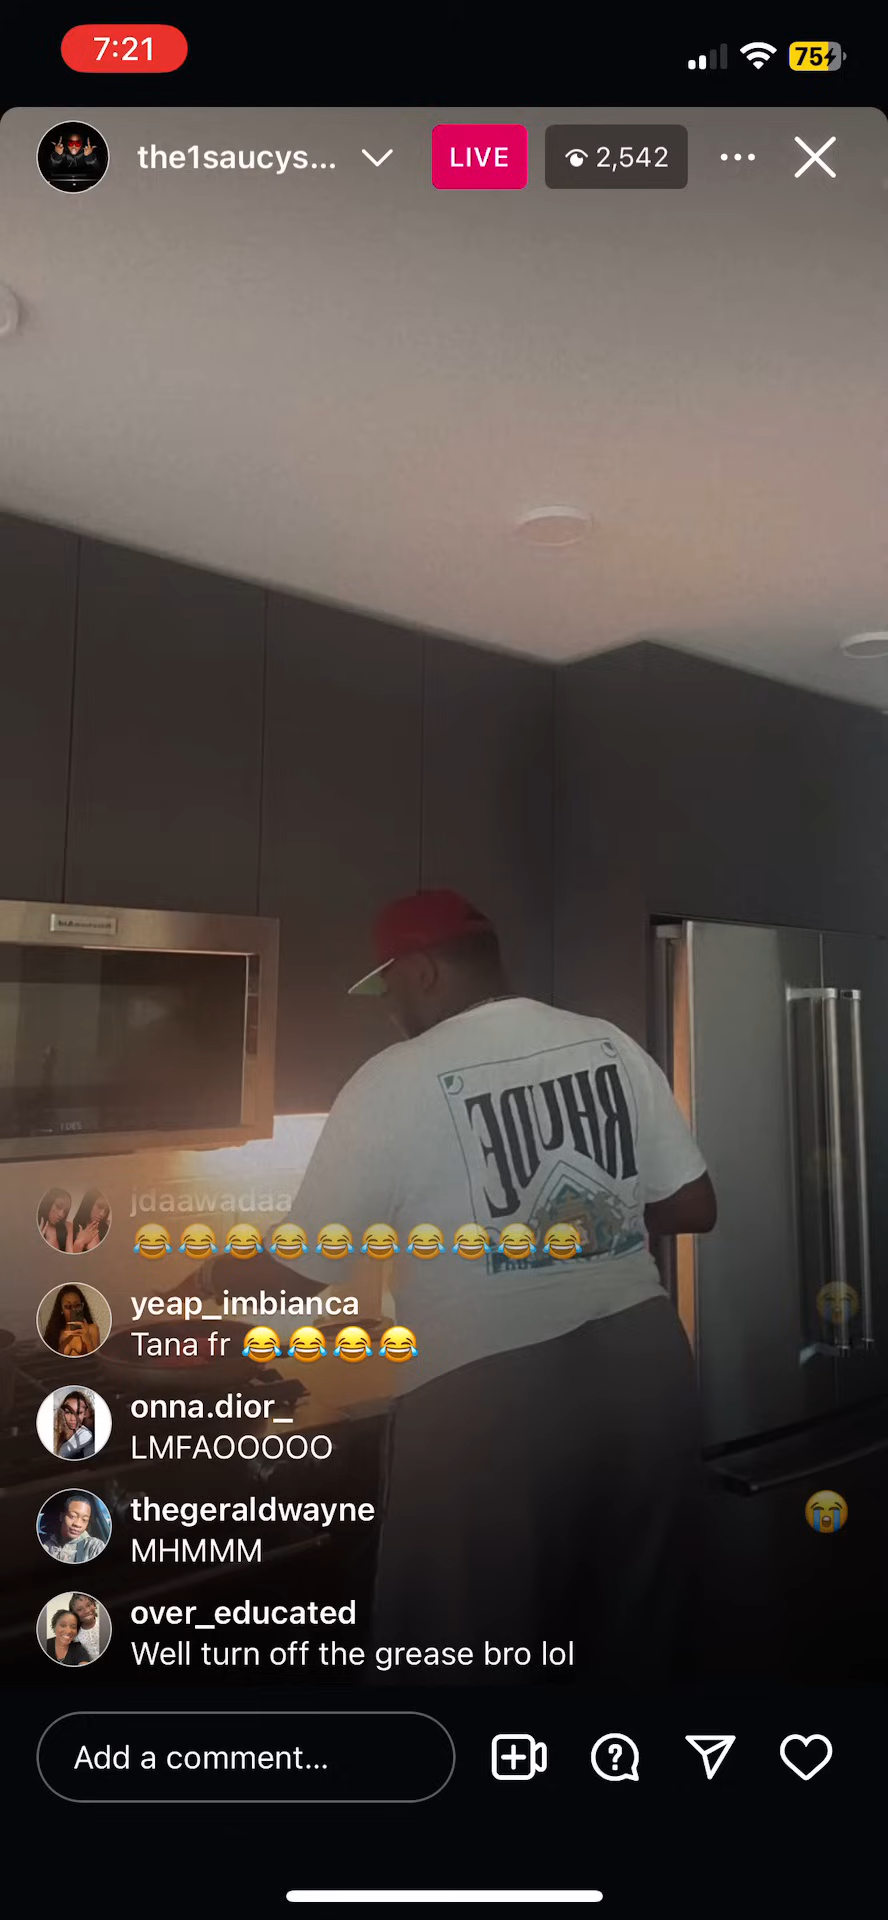 7:21
75
the1saucys...
LIVE
2,542
RHUDE
jdaawadaa
😂😂😂😂😂😂😂😂😂😂
yeap_imbianca
Tana fr 😂😂😂😂
onna.dior_
LMFAOOOOO
thegeraldwayne
MHMMM
over_educated
Well turn off the grease bro lol
Add a comment...